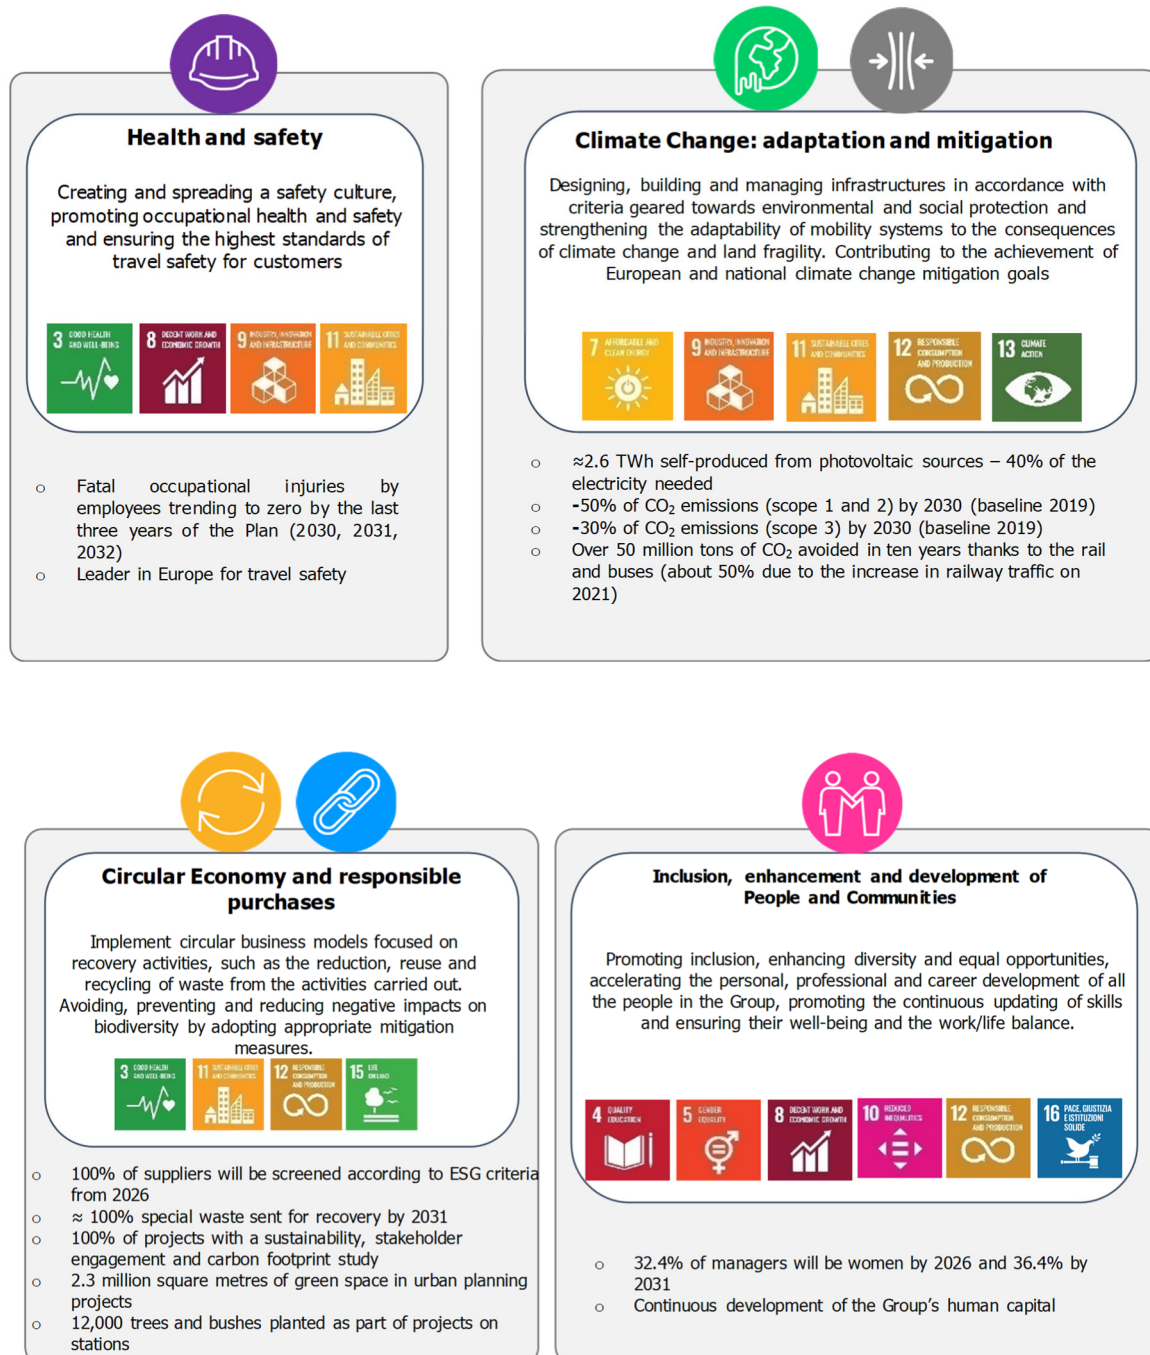 Health and safety
Creating and spreading a safety culture,
promoting occupational health and safety
and ensuring the highest standards of
travel safety for customers
3 GOOD HEALTH
AND WELL-BEING
8 DECENT WORK AND
ECONOMIC GROWTH
9 INDUSTRY, INNOVATION
AND INFRASTRUCTURE
11 SUSTAINABLE CITIES
AND COMMUNITIES
o Fatal occupational injuries by
employees trending to zero by the last
three years of the Plan (2030, 2031,
2032)
o Leader in Europe for travel safety
Climate Change: adaptation and mitigation
Designing, building and managing infrastructures in accordance with
criteria geared towards environmental and social protection and
strengthening the adaptability of mobility systems to the consequences
of climate change and land fragility. Contributing to the achievement of
European and national climate change mitigation goals
7 AFFORDABLE AND
CLEAN ENERGY
9 INDUSTRY, INNOVATION
AND INFRASTRUCTURE
11 SUSTAINABLE CITIES
AND COMMUNITIES
12 RESPONSIBLE
CONSUMPTION
AND PRODUCTION
13 CLIMATE
ACTION
o ≈2.6 TWh self-produced from photovoltaic sources – 40% of the
electricity needed
o -50% of CO₂ emissions (scope 1 and 2) by 2030 (baseline 2019)
o -30% of CO₂ emissions (scope 3) by 2030 (baseline 2019)
o Over 50 million tons of CO₂ avoided in ten years thanks to the rail
and buses (about 50% due to the increase in railway traffic on
2021)
Circular Economy and responsible
purchases
Implement circular business models focused on
recovery activities, such as the reduction, reuse and
recycling of waste from the activities carried out.
Avoiding, preventing and reducing negative impacts on
biodiversity by adopting appropriate mitigation
measures.
3 GOOD HEALTH
AND WELL-BEING
11 SUSTAINABLE CITIES
AND COMMUNITIES
12 RESPONSIBLE
CONSUMPTION
AND PRODUCTION
15 LIFE
ON LAND
o 100% of suppliers will be screened according to ESG criteria
from 2026
o ≈ 100% special waste sent for recovery by 2031
o 100% of projects with a sustainability, stakeholder
engagement and carbon footprint study
o 2.3 million square metres of green space in urban planning
projects
o 12,000 trees and bushes planted as part of projects on
stations
Inclusion, enhancement and development of
People and Communities
Promoting inclusion, enhancing diversity and equal opportunities,
accelerating the personal, professional and career development of all
the people in the Group, promoting the continuous updating of skills
and ensuring their well-being and the work/life balance.
4 QUALITY
EDUCATION
5 GENDER
EQUALITY
8 DECENT WORK AND
ECONOMIC GROWTH
10 REDUCED
INEQUALITIES
12 RESPONSIBLE
CONSUMPTION
AND PRODUCTION
16 PACE, GIUSTIZIA
E ISTITUZIONI
SOLIDE
o 32.4% of managers will be women by 2026 and 36.4% by
2031
o Continuous development of the Group's human capital